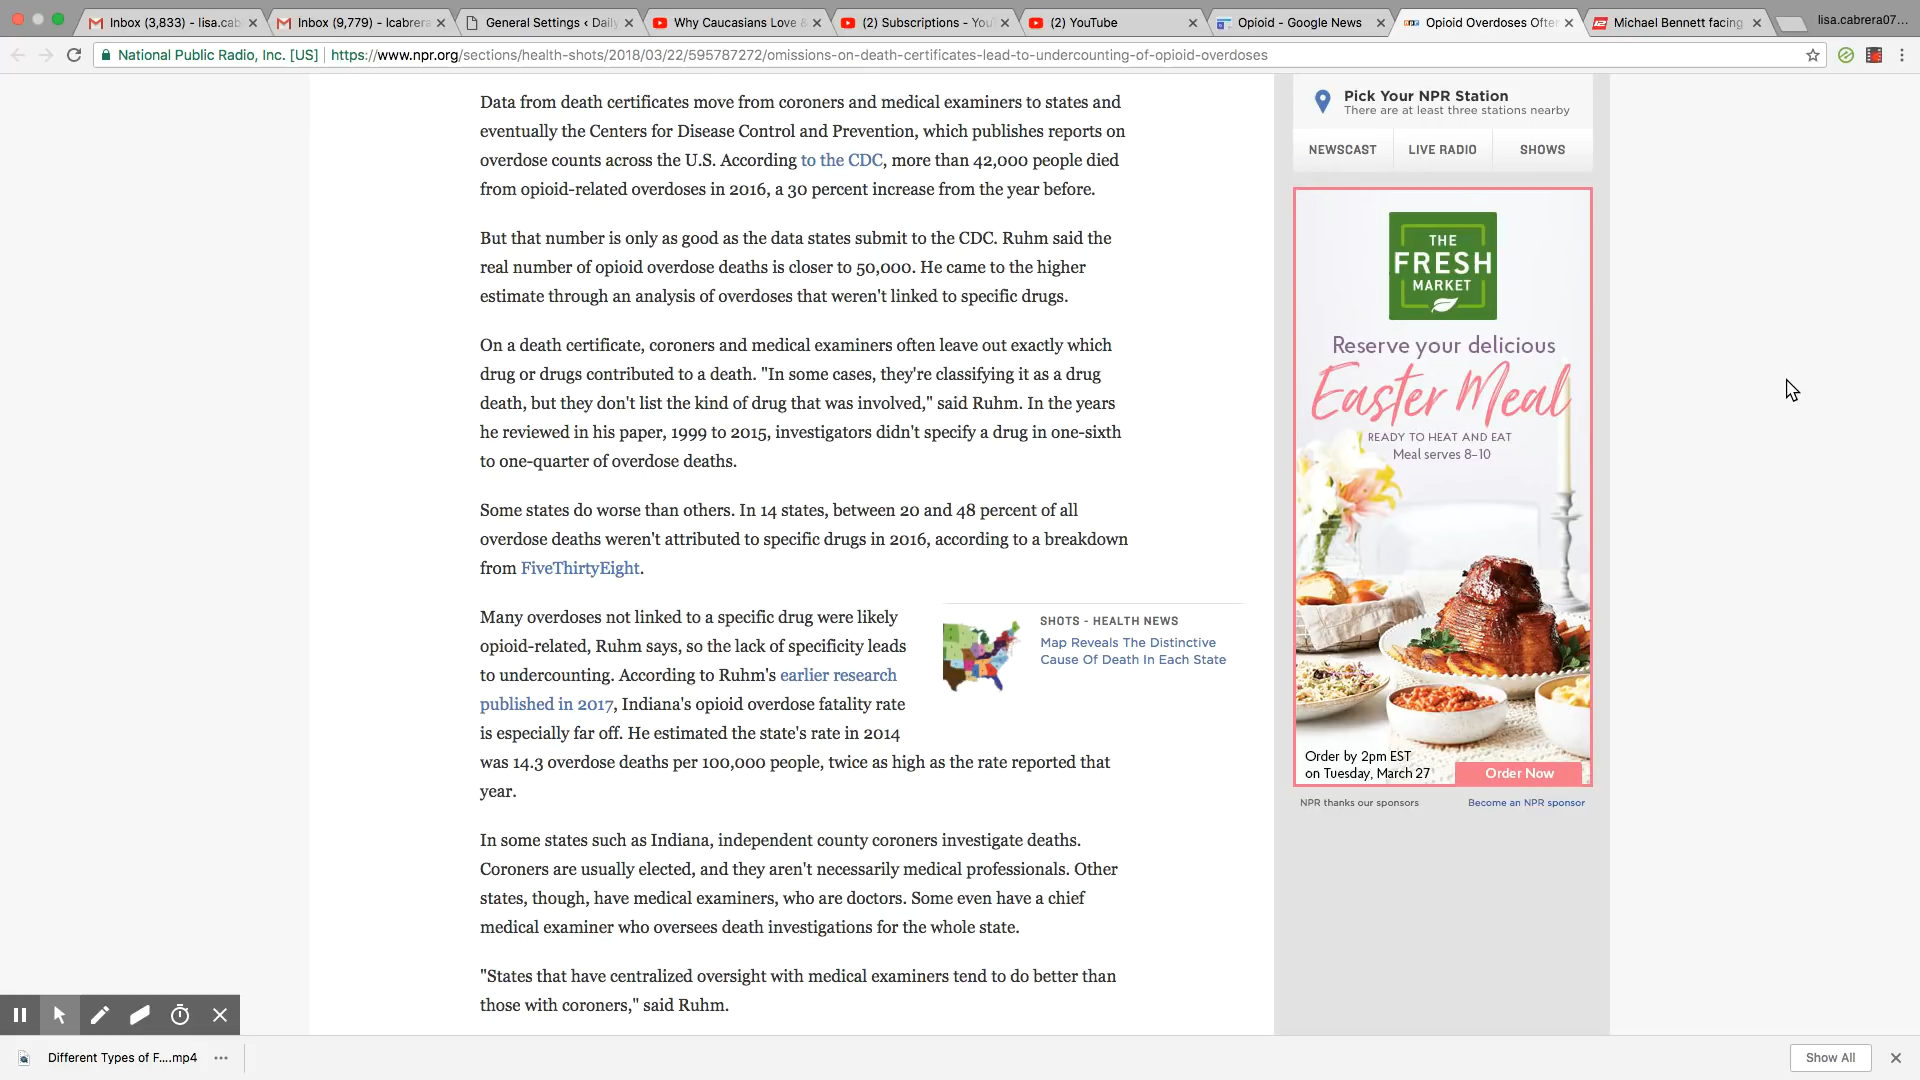 Inbox (3,833) - lisa.cab
Inbox (9,779) - lcabrera
General Settings ‹ Daily
Why Caucasians Love
(2) Subscriptions - You
(2) YouTube
Opioid - Google News
Opioid Overdoses Ofte
Michael Bennett facing
lisa.cabrera07...
National Public Radio, Inc. [US]
https://www.npr.org/sections/health-shots/2018/03/22/595787272/omissions-on-death-certificates-lead-to-undercounting-of-opioid-overdoses
Data from death certificates move from coroners and medical examiners to states and
eventually the Centers for Disease Control and Prevention, which publishes reports on
overdose counts across the U.S. According to the CDC, more than 42,000 people died
from opioid-related overdoses in 2016, a 30 percent increase from the year before.
But that number is only as good as the data states submit to the CDC. Ruhm said the
real number of opioid overdose deaths is closer to 50,000. He came to the higher
estimate through an analysis of overdoses that weren't linked to specific drugs.
On a death certificate, coroners and medical examiners often leave out exactly which
drug or drugs contributed to a death. "In some cases, they're classifying it as a drug
death, but they don't list the kind of drug that was involved," said Ruhm. In the years
he reviewed in his paper, 1999 to 2015, investigators didn't specify a drug in one-sixth
to one-quarter of overdose deaths.
Some states do worse than others. In 14 states, between 20 and 48 percent of all
overdose deaths weren't attributed to specific drugs in 2016, according to a breakdown
from FiveThirtyEight.
Many overdoses not linked to a specific drug were likely
opioid-related, Ruhm says, so the lack of specificity leads
to undercounting. According to Ruhm's earlier research
published in 2017, Indiana's opioid overdose fatality rate
is especially far off. He estimated the state's rate in 2014
was 14.3 overdose deaths per 100,000 people, twice as high as the rate reported that
year.
SHOTS - HEALTH NEWS
Map Reveals The Distinctive
Cause Of Death In Each State
In some states such as Indiana, independent county coroners investigate deaths.
Coroners are usually elected, and they aren't necessarily medical professionals. Other
states, though, have medical examiners, who are doctors. Some even have a chief
medical examiner who oversees death investigations for the whole state.
"States that have centralized oversight with medical examiners tend to do better than
those with coroners," said Ruhm.
Pick Your NPR Station
There are at least three stations nearby
NEWSCAST
LIVE RADIO
SHOWS
THE
FRESH
MARKET
Reserve your delicious
Easter Meal
READY TO HEAT AND EAT
Meal serves 8–10
Order by 2pm EST
on Tuesday, March 27
Order Now
NPR thanks our sponsors
Become an NPR sponsor
Different Types of F....mp4
Show All